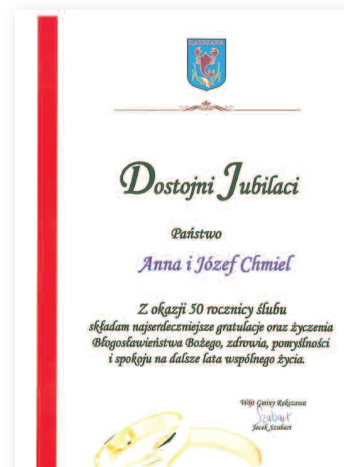 RAKSZAWA
Dostojni Jubilaci
Państwo
Anna i Józef Chmiel
Z okazji 50 rocznicy ślubu
składam najserdeczniejsze gratulacje oraz życzenia
Błogosławieństwa Bożego, zdrowia, pomyślności
i spokoju na dalsze lata wspólnego życia.
Wójt Gminy Rakszawa
Szubart
Jacek Szubart